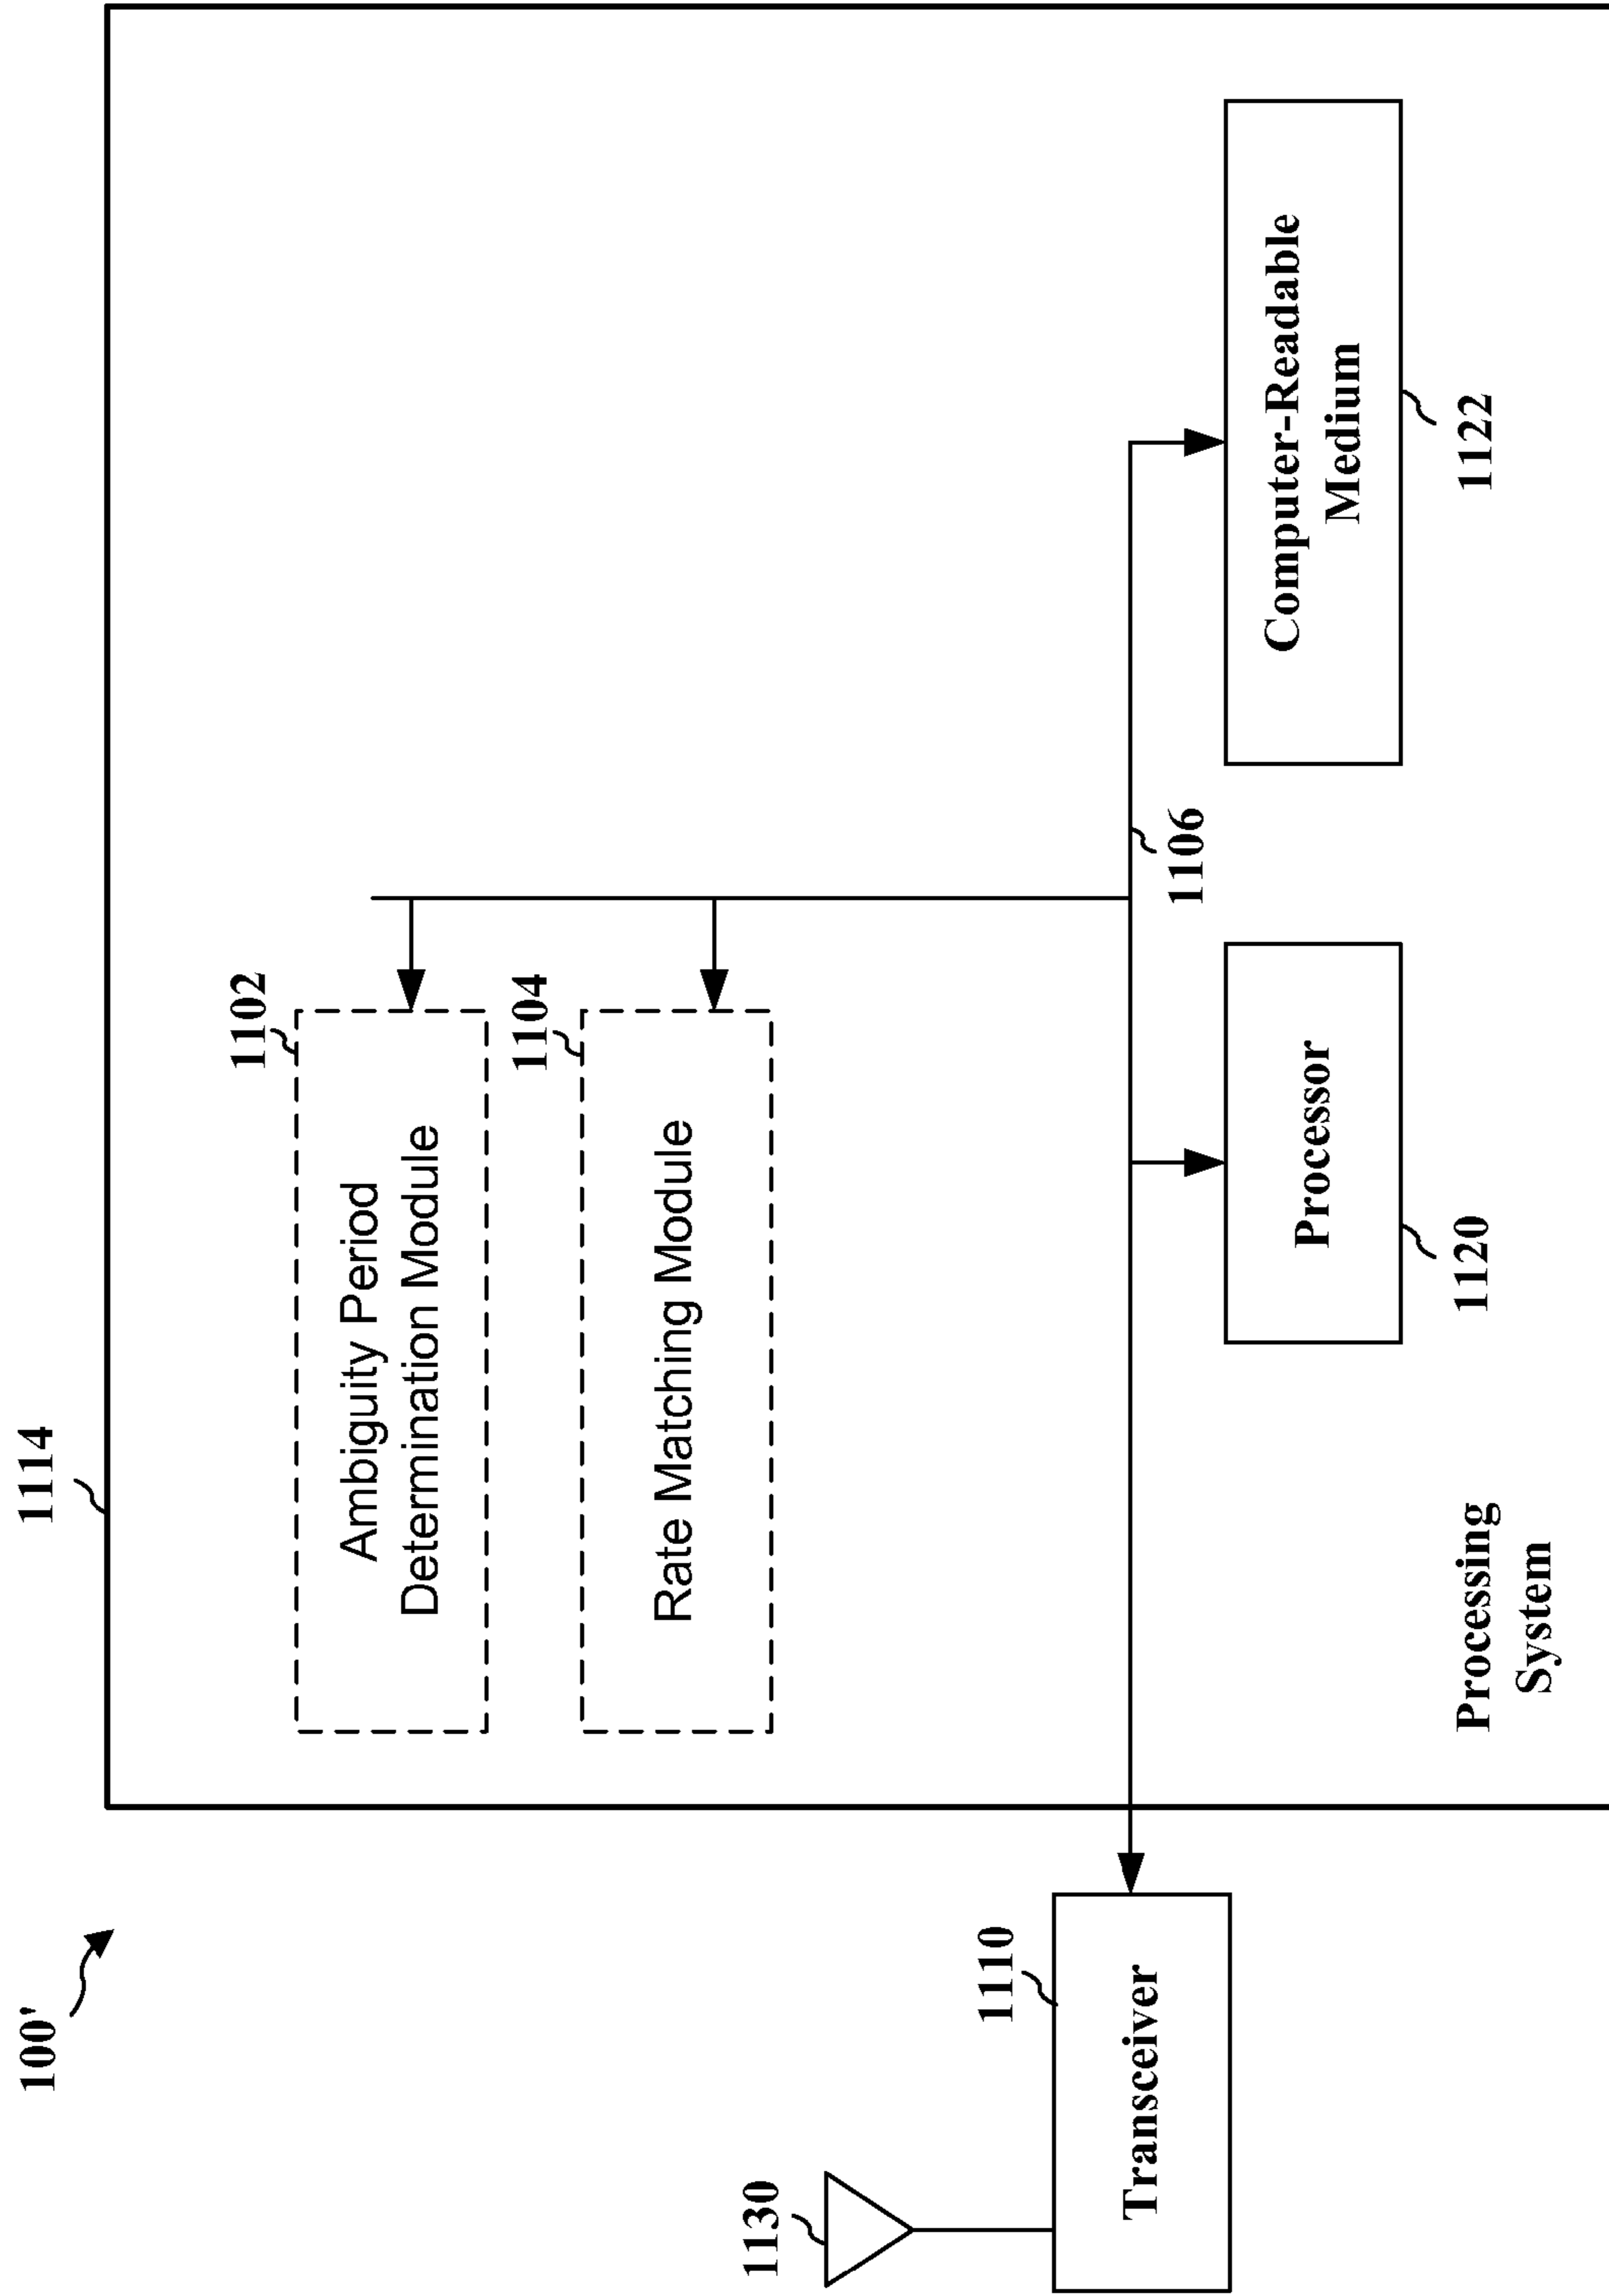 100'
1114
1102
Ambiguity Period
Determination Module
1104
Rate Matching Module
1130
1110
Transceiver
1106
Processor
1120
Computer-Readable
Medium
1122
Processing
System